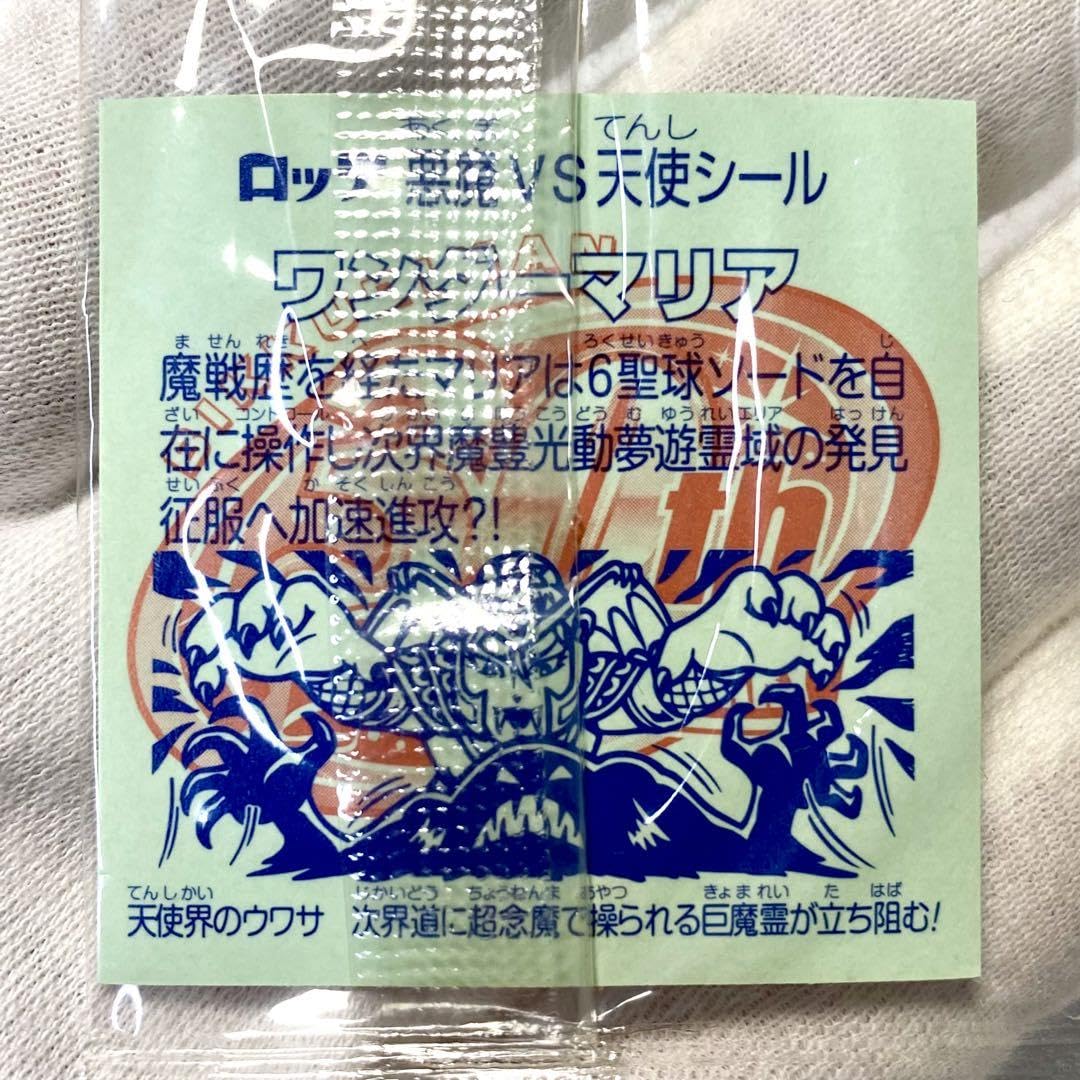 ロッテ 悪魔VS天使シール
ワンダーマリア
魔戦歴を経たマリアは6聖球ソードを自
在に操作し次界魔豊光動夢遊霊域の発見
征服へ加速進攻?!
th
天使界のウワサ 次界道に超念魔で操られる巨魔霊が立ち阻む!